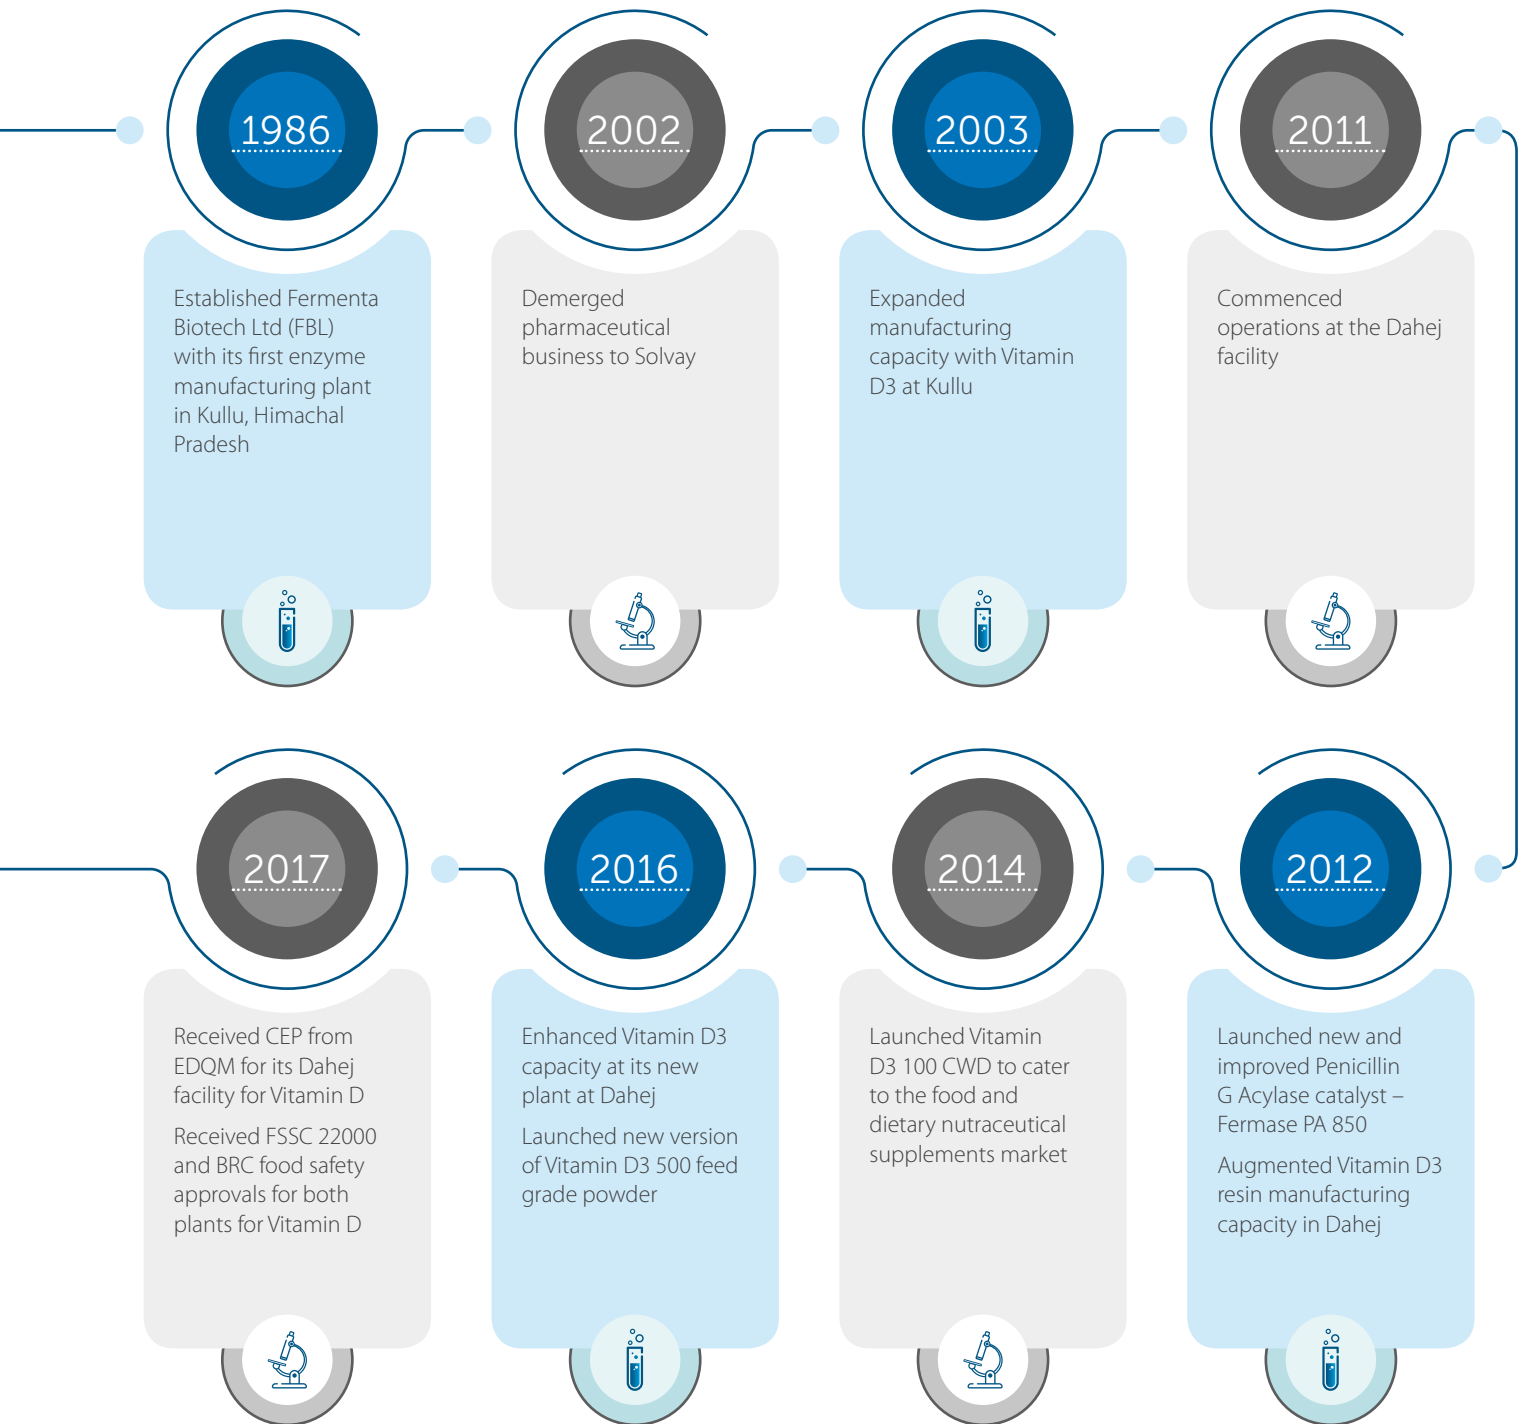 1986
Established Fermenta
Biotech Ltd (FBL)
with its first enzyme
manufacturing plant
in Kullu, Himachal
Pradesh
2002
Demerged
pharmaceutical
business to Solvay
2003
Expanded
manufacturing
capacity with Vitamin
D3 at Kullu
2011
Commenced
operations at the Dahej
facility
2012
Launched new and
improved Penicillin
G Acylase catalyst –
Fermase PA 850
Augmented Vitamin D3
resin manufacturing
capacity in Dahej
2014
Launched Vitamin
D3 100 CWD to cater
to the food and
dietary nutraceutical
supplements market
2016
Enhanced Vitamin D3
capacity at its new
plant at Dahej
Launched new version
of Vitamin D3 500 feed
grade powder
2017
Received CEP from
EDQM for its Dahej
facility for Vitamin D
Received FSSC 22000
and BRC food safety
approvals for both
plants for Vitamin D